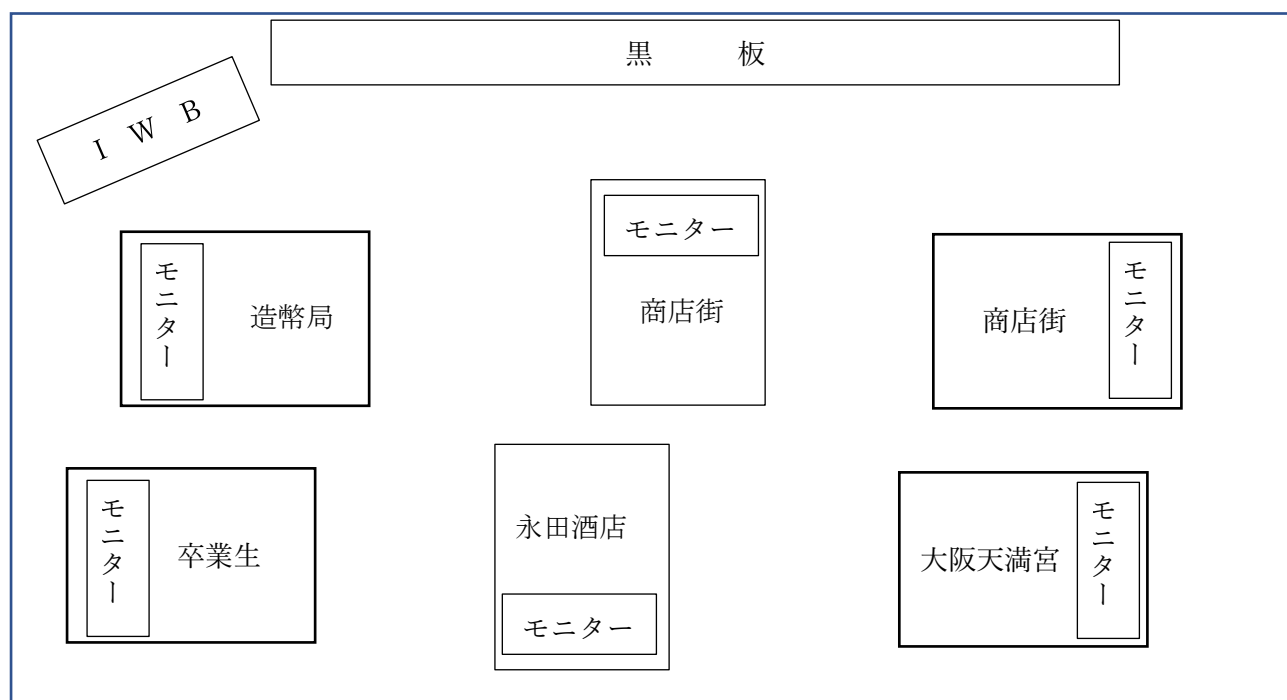 黒　板
I W B
モニター
造幣局
モニター
商店街
商店街
モニター
モニター
卒業生
永田酒店
モニター
大阪天満宮
モニター